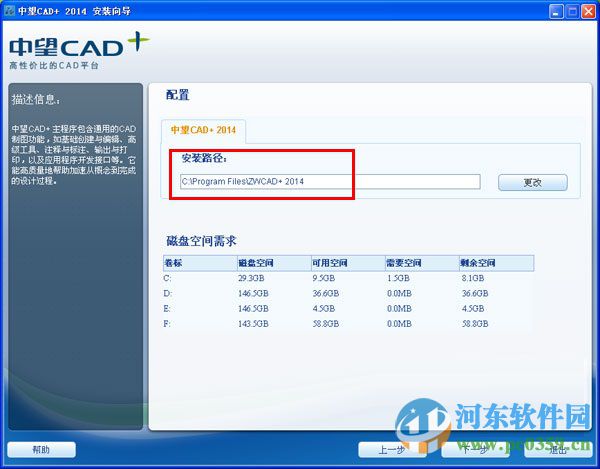 中望CAD+ 2014 安装向导
中望CAD+
高性价比的CAD平台
描述信息:
中望CAD+ 主程序包含通用的CAD
制图功能，如基础创建与编辑、高
级工具、注释与标注、输出与打
印，以及应用程序开发接口等。它
能高质量地帮助加速从概念到完成
的设计过程。
配置
中望CAD+ 2014
安装路径:
C:\Program Files\ZWCAD+ 2014
更改
磁盘空间需求
卷标 磁盘空间 可用空间 需要空间 剩余空间
C: 29.3GB 9.5GB 1.5GB 8.1GB
D: 146.5GB 36.6GB 0.0MB 36.6GB
E: 146.5GB 4.5GB 0.0MB 4.5GB
F: 143.5GB 58.8GB 0.0MB 58.8GB
河东软件园
www.pc0359.cn
帮助
上一步
下一步
退出